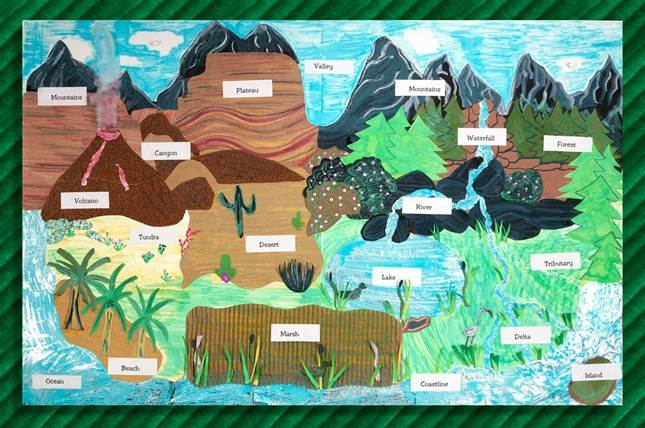 Valley
Plateau
Mountains
Mountains
Waterfall
Forest
Canyon
Volcano
River
Tundra
Desert
Tributary
Lake
Marsh
Delta
Beach
Island
Ocean
Coastline